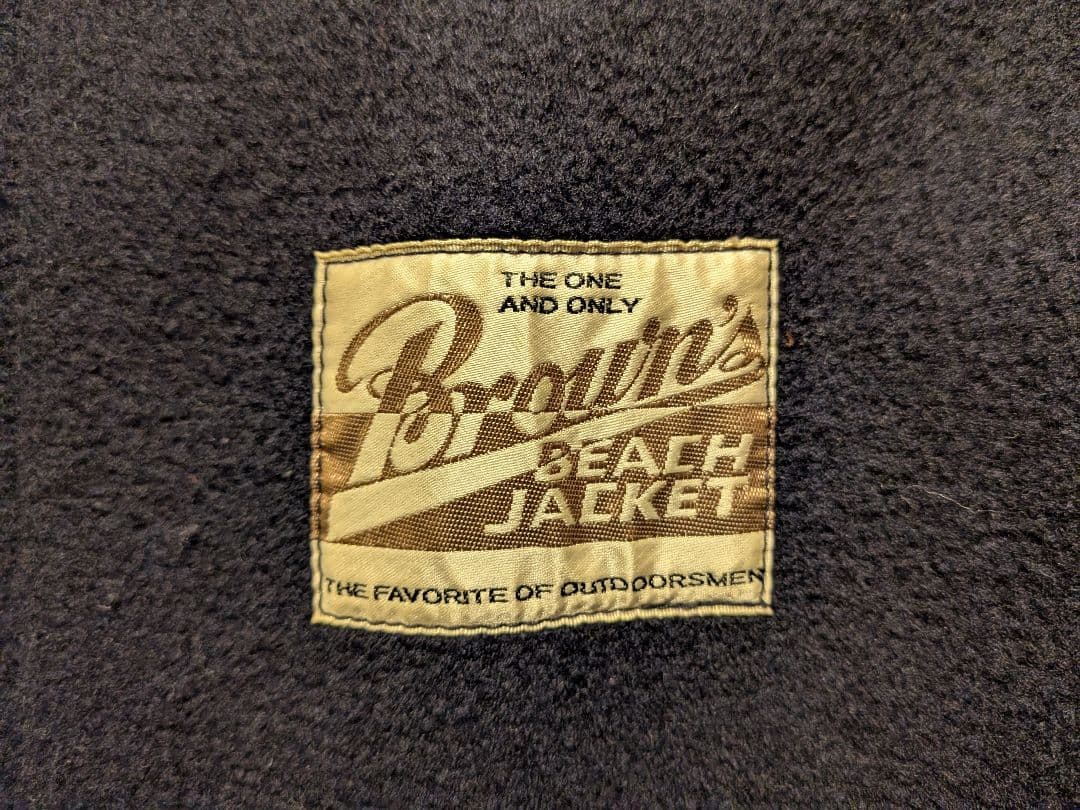 THE ONE
AND ONLY
Brown's
BEACH
JACKET
THE FAVORITE OF OUTDOORSMEN